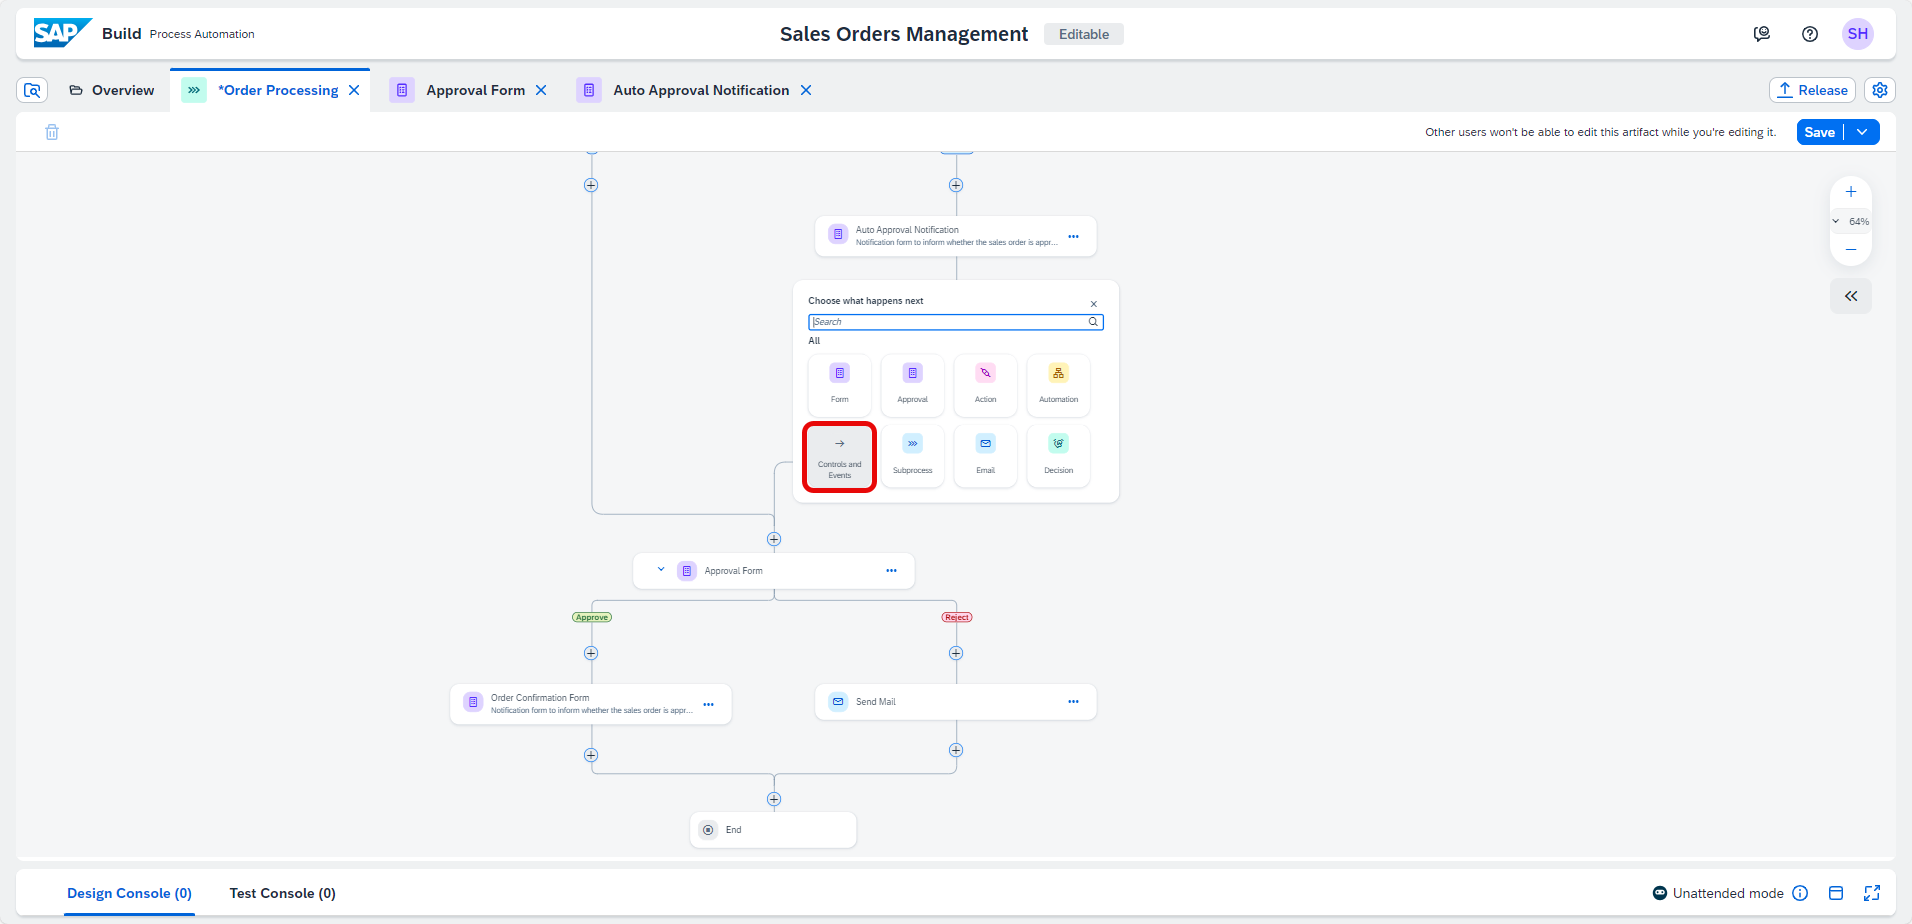 SAP Build Process Automation
Sales Orders Management
Editable
SH
Overview
*Order Processing
Approval Form
Auto Approval Notification
Release
Other users won't be able to edit this artifact while you're editing it.
Save
64%
Auto Approval Notification
Notification form to inform whether the sales order is appr...
Choose what happens next
Search
All
Form
Approval
Action
Automation
Controls and
Events
Subprocess
Email
Decision
Approval Form
Approve
Reject
Order Confirmation Form
Notification form to inform whether the sales order is appr...
Send Mail
End
Design Console (0)
Test Console (0)
Unattended mode